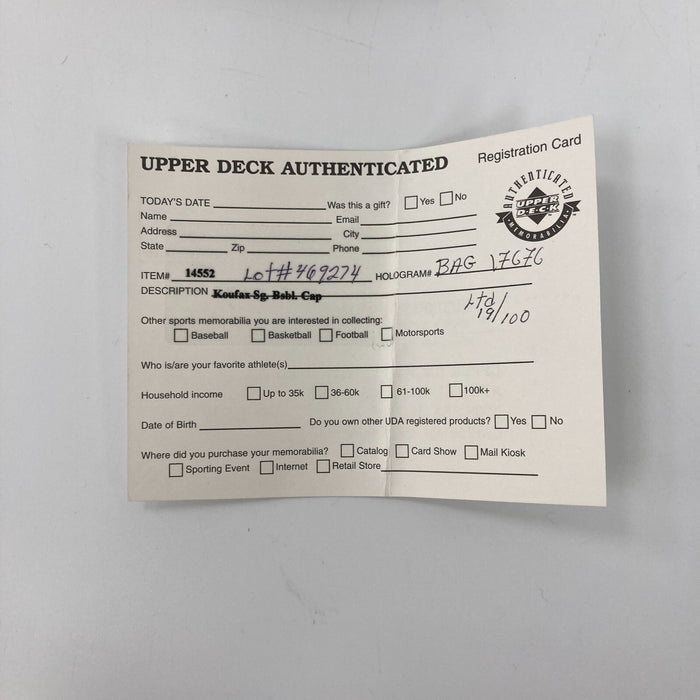 UPPER DECK AUTHENTICATED
Registration Card
AUTHENTICATED
UPPER
DECK
MEMORABILIA
TODAY'S DATE Was this a gift? Yes No
Name Email
Address City
State Zip Phone
ITEM# 14552 Lot# 469274 HOLOGRAM# BAG 17676
DESCRIPTION Koufax Sg. Bsbl. Cap
Ltd
19/100
Other sports memorabilia you are interested in collecting:
Baseball Basketball Football Motorsports
Who is/are your favorite athlete(s)
Household income Up to 35k 36-60k 61-100k 100k+
Date of Birth Do you own other UDA registered products? Yes No
Where did you purchase your memorabilia? Catalog Card Show Mail Kiosk
Sporting Event Internet Retail Store